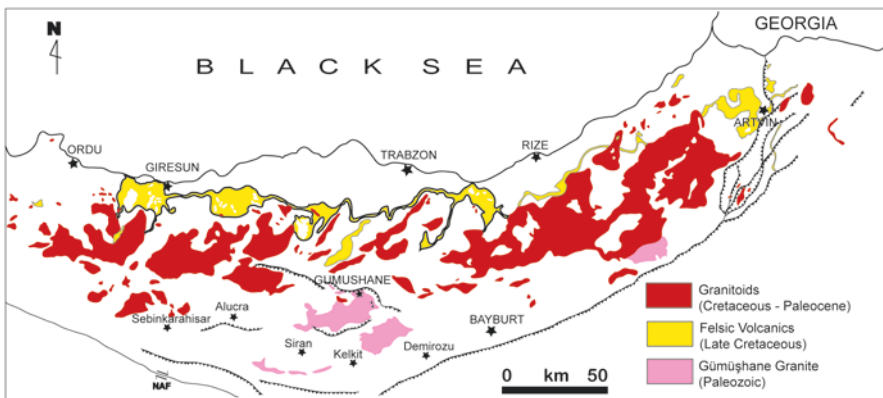 GEORGIA
N
BLACK SEA
ARTVIN
ORDU
TRABZON
RIZE
GIRESUN
GUMUSHANE
Sebinkarahisar
Alucra
BAYBURT
Siran
Kelkit
Demirozu
NAF
0 km 50
Granitoids
(Cretaceous - Paleocene)
Felsic Volcanics
(Late Cretaceous)
Gümüşhane Granite
(Paleozoic)